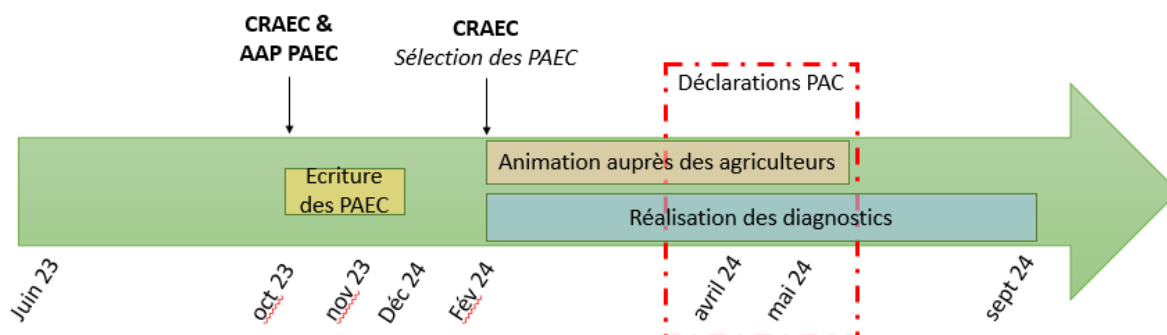 CRAEC &
AAP PAEC
CRAEC
Sélection des PAEC
Déclarations PAC
Animation auprès des agriculteurs
Ecriture
des PAEC
Réalisation des diagnostics
Juin 23
oct 23
nov 23
Déc 24
Fév 24
avril 24
mai 24
sept 24